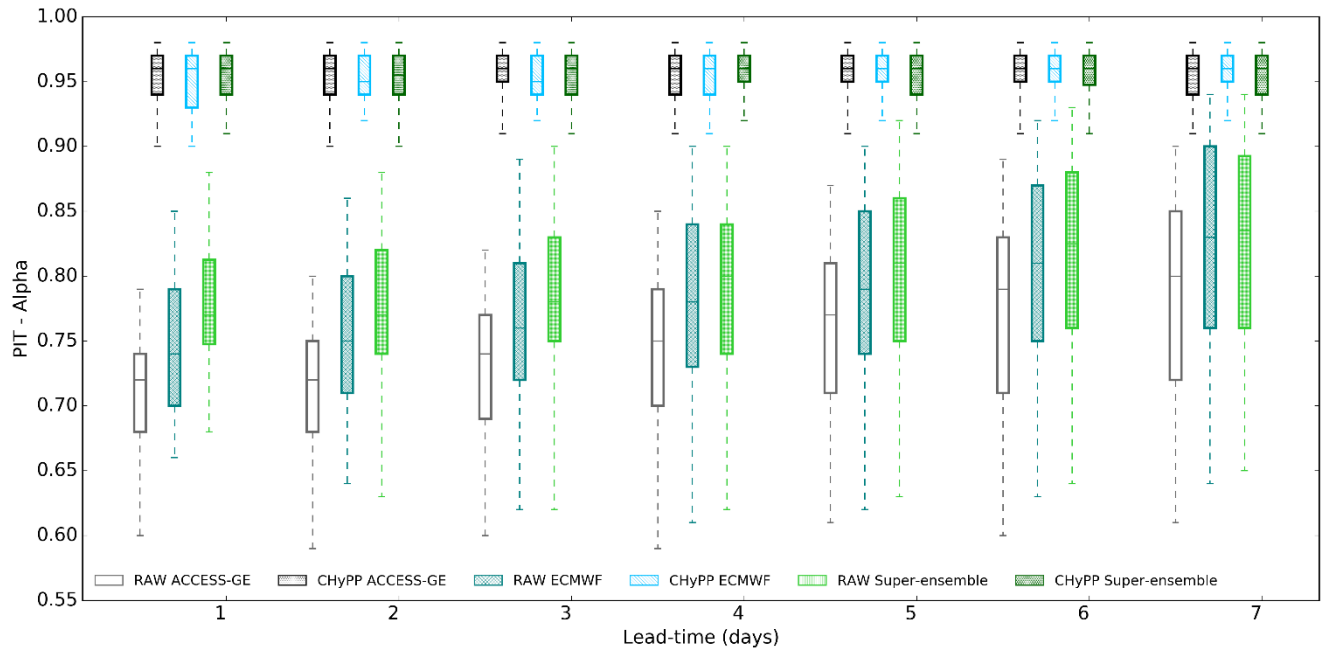 1.00
0.95
0.90
0.85
0.80
0.75
0.70
0.65
0.60
0.55
PIT - Alpha
RAW ACCESS-GE CHyPP ACCESS-GE RAW ECMWF CHyPP ECMWF RAW Super-ensemble CHyPP Super-ensemble
1 2 3 4 5 6 7
Lead-time (days)